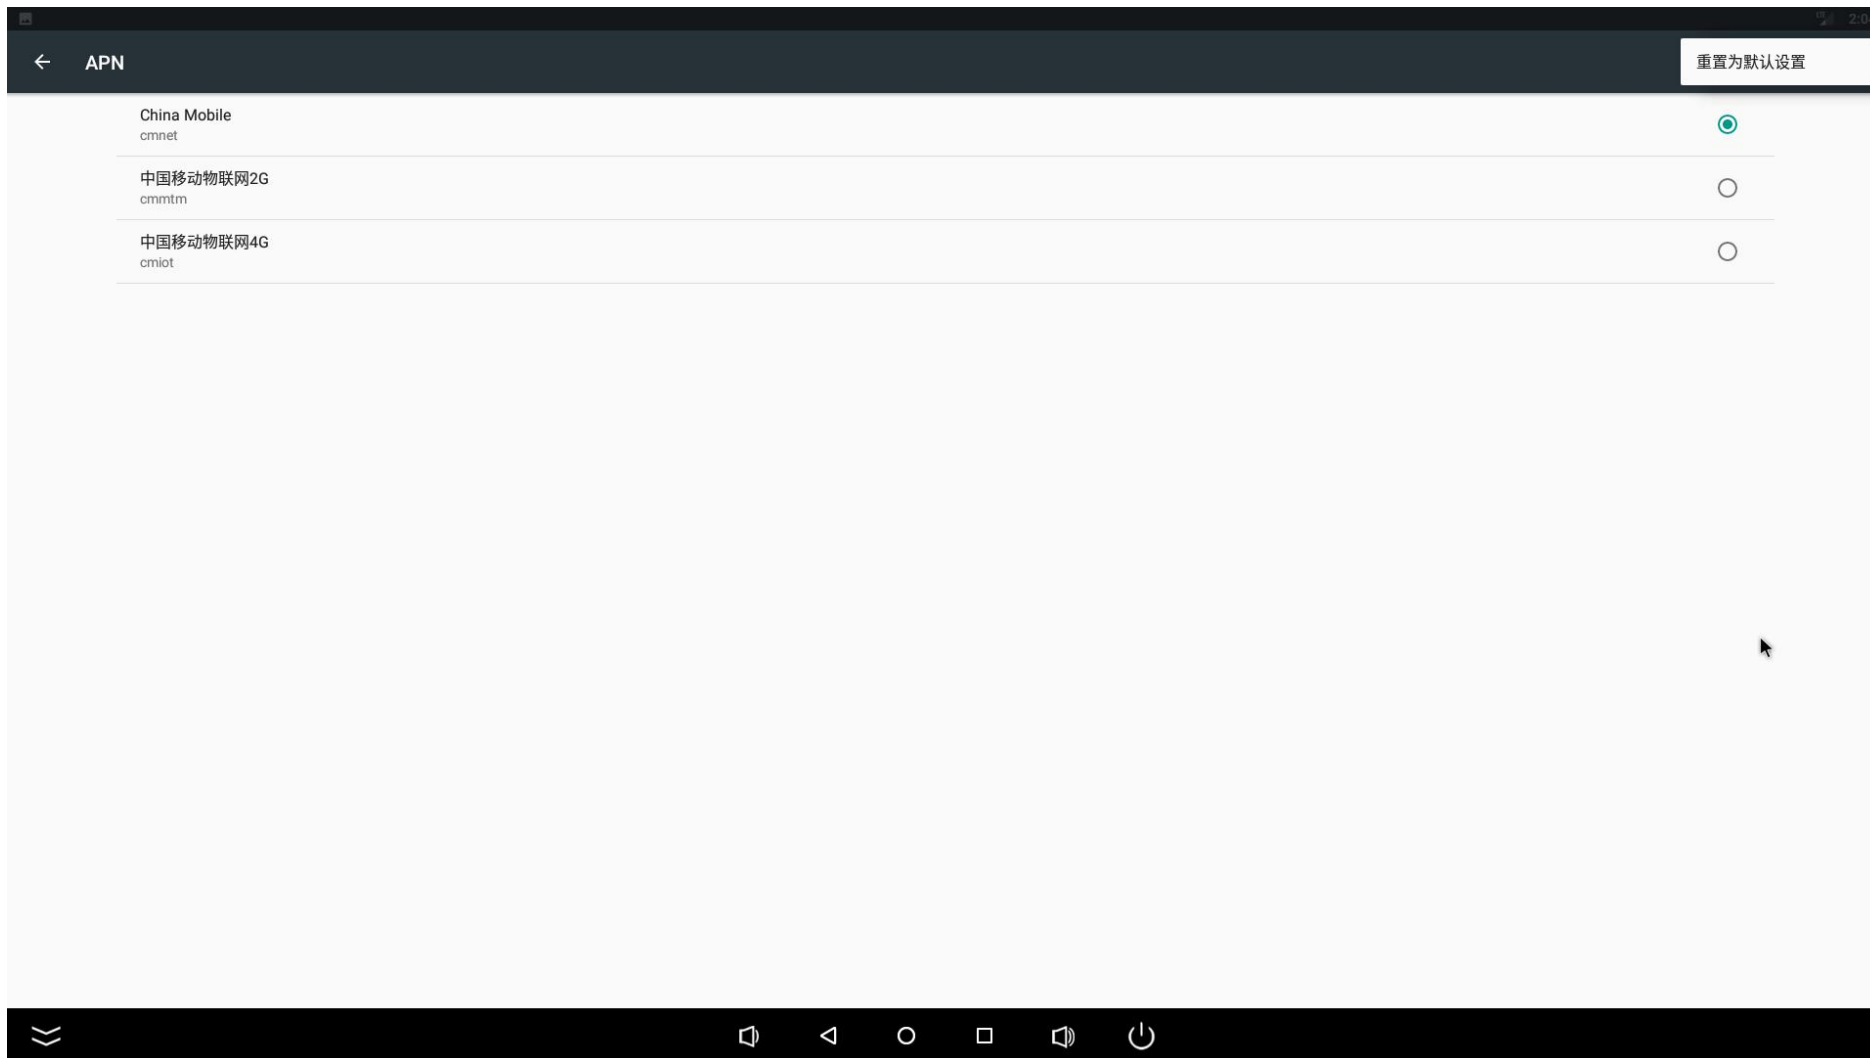 APN
重置为默认设置
China Mobile
cmnet
中国移动物联网2G
cmmtm
中国移动物联网4G
cmiot